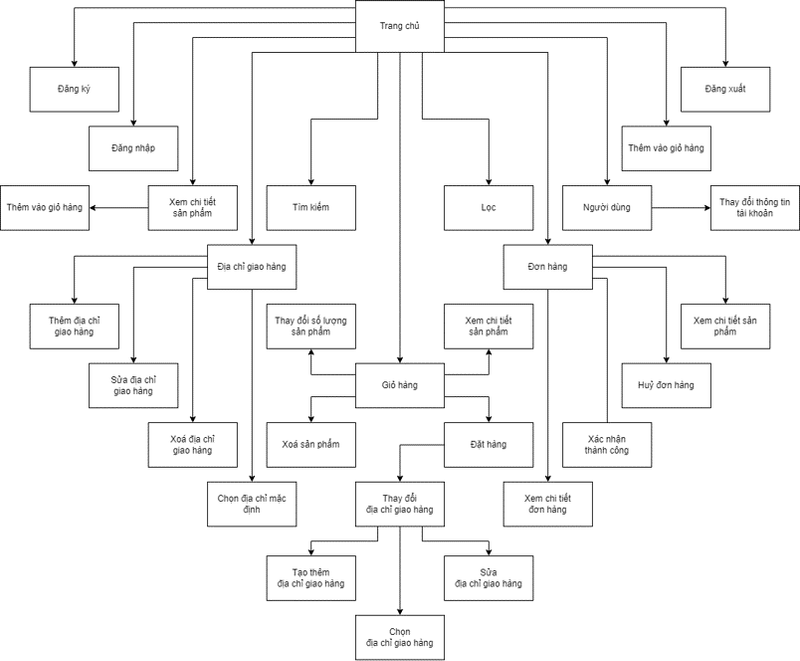 Trang chủ
Đăng ký
Đăng xuất
Đăng nhập
Thêm vào giỏ hàng
Thêm vào giỏ hàng
Xem chi tiết
sản phẩm
Tìm kiếm
Lọc
Người dùng
Thay đổi thông tin
tài khoản
Địa chỉ giao hàng
Đơn hàng
Thêm địa chỉ
giao hàng
Thay đổi số lượng
sản phẩm
Xem chi tiết
sản phẩm
Xem chi tiết sản
phẩm
Sửa địa chỉ
giao hàng
Giỏ hàng
Huỷ đơn hàng
Xoá địa chỉ
giao hàng
Xoá sản phẩm
Đặt hàng
Xác nhận
thành công
Chọn địa chỉ mặc
định
Thay đổi
địa chỉ giao hàng
Xem chi tiết
đơn hàng
Tạo thêm
địa chỉ giao hàng
Sửa
địa chỉ giao hàng
Chọn
địa chỉ giao hàng